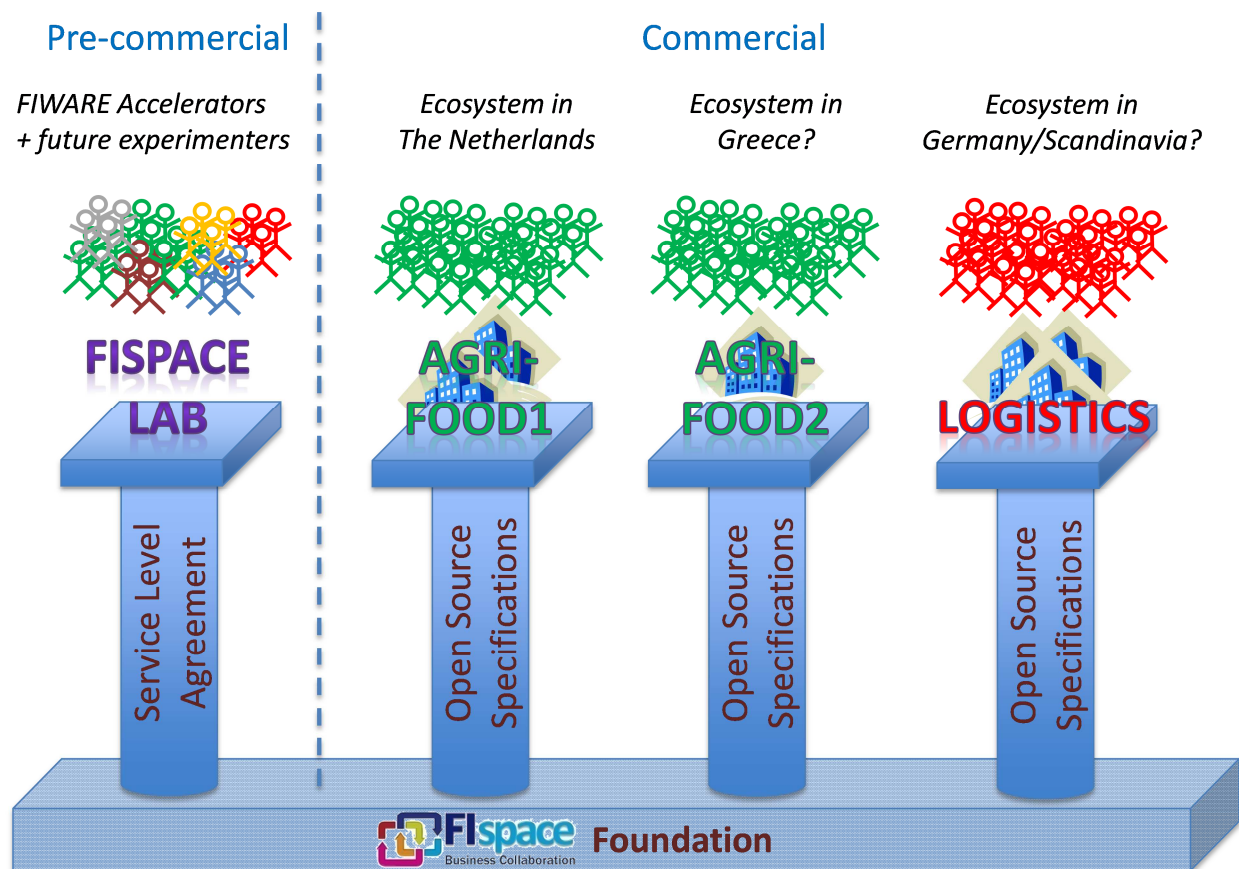 Pre-commercial
Commercial
FIWARE Accelerators
+ future experimenters
Ecosystem in
The Netherlands
Ecosystem in
Greece?
Ecosystem in
Germany/Scandinavia?
FISPACE
LAB
AGRI-
FOOD1
AGRI-
FOOD2
LOGISTICS
Service Level
Agreement
Open Source
Specifications
Open Source
Specifications
Open Source
Specifications
FIspace
Business Collaboration
Foundation